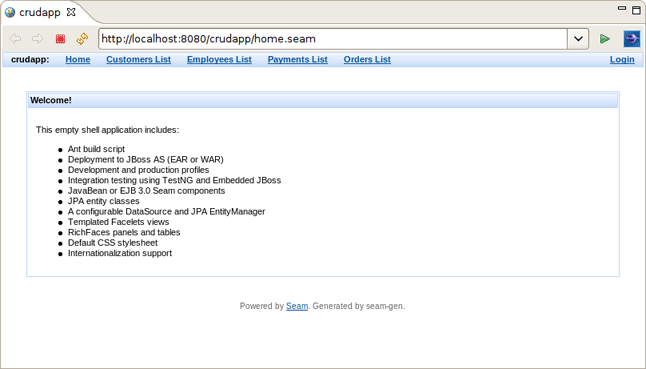 crudapp
http://localhost:8080/crudapp/home.seam
crudapp: Home Customers List Employees List Payments List Orders List Login
Welcome!
This empty shell application includes:
Ant build script
Deployment to JBoss AS (EAR or WAR)
Development and production profiles
Integration testing using TestNG and Embedded JBoss
JavaBean or EJB 3.0 Seam components
JPA entity classes
A configurable DataSource and JPA EntityManager
Templated Facelets views
RichFaces panels and tables
Default CSS stylesheet
Internationalization support
Powered by Seam. Generated by seam-gen.